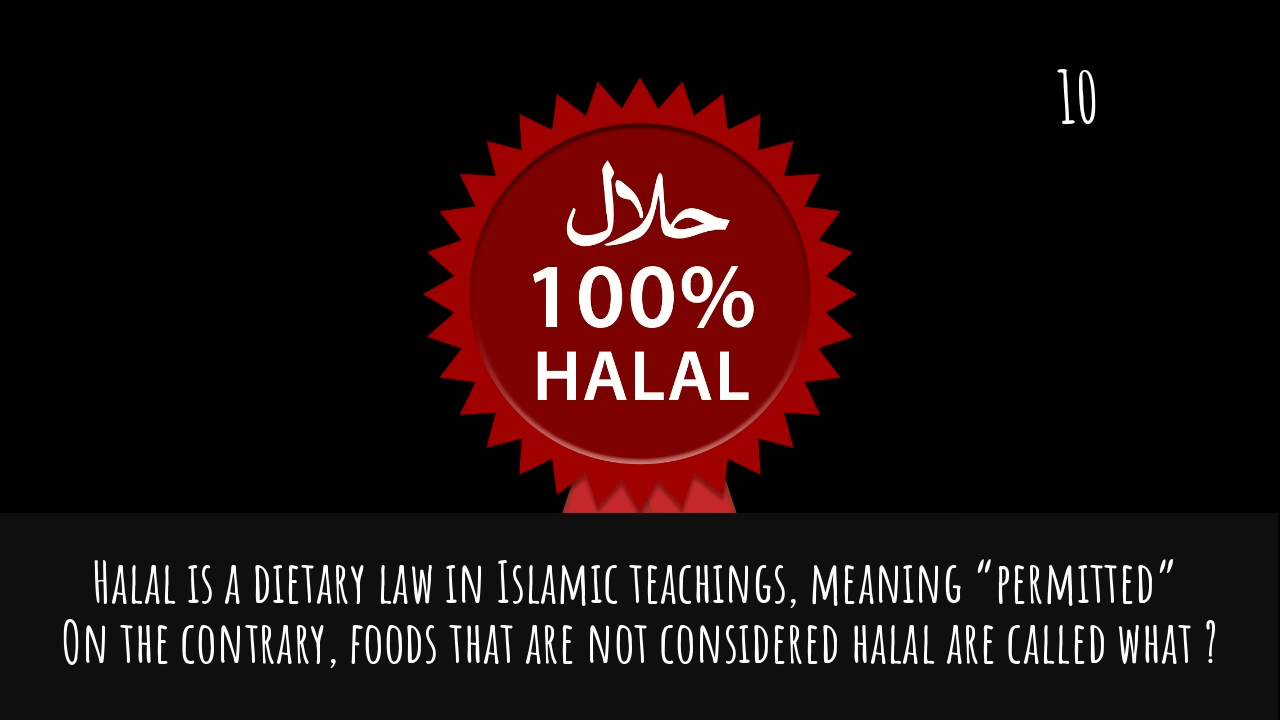 10
حلال
100%
HALAL
Halal is a dietary law in Islamic teachings, meaning “permitted”
On the contrary, foods that are not considered halal are called what ?